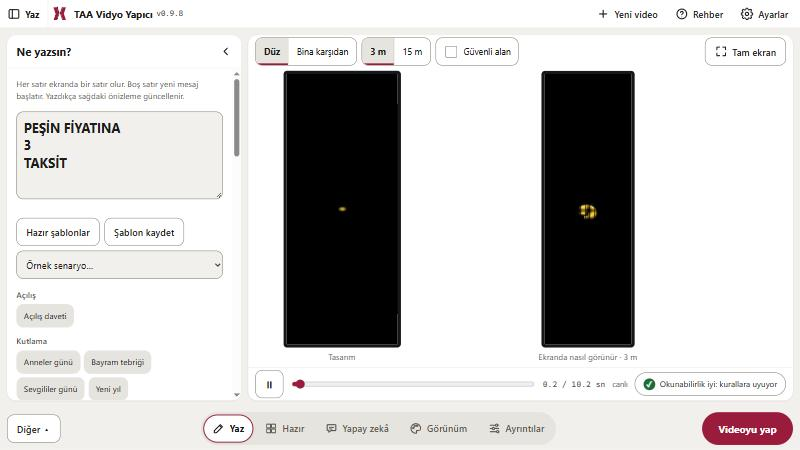 Yaz
TAA Vidyo Yapıcı v0.9.8
Yeni video
Rehber
Ayarlar
Ne yazsın?
Her satır ekranda bir satır olur. Boş satır yeni mesaj
başlatır. Yazdıkça sağdaki önizleme güncellenir.
PEŞİN FİYATINA
3
TAKSİT
Hazır şablonlar
Şablon kaydet
Örnek senaryo...
Açılış
Açılış daveti
Kutlama
Anneler günü
Bayram tebriği
Sevgililer günü
Yeni yıl
Düz
Bina karşıdan
3 m
15 m
Güvenli alan
Tam ekran
Tasarım
Ekranda nasıl görünür · 3 m
0.2 / 10.2 sn
canlı
Okunabilirlik iyi: kurallara uyuyor
Diğer
Yaz
Hazır
Yapay zekâ
Görünüm
Ayrıntılar
Videoyu yap